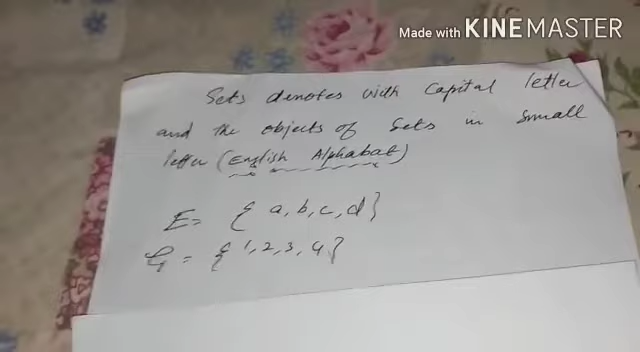 Made with KINEMASTER
Sets denotes with Capital letter
and the objects of Sets in small
letter (English Alphabat)
E = { a, b, c, d }
G = { 1, 2, 3, 4 }